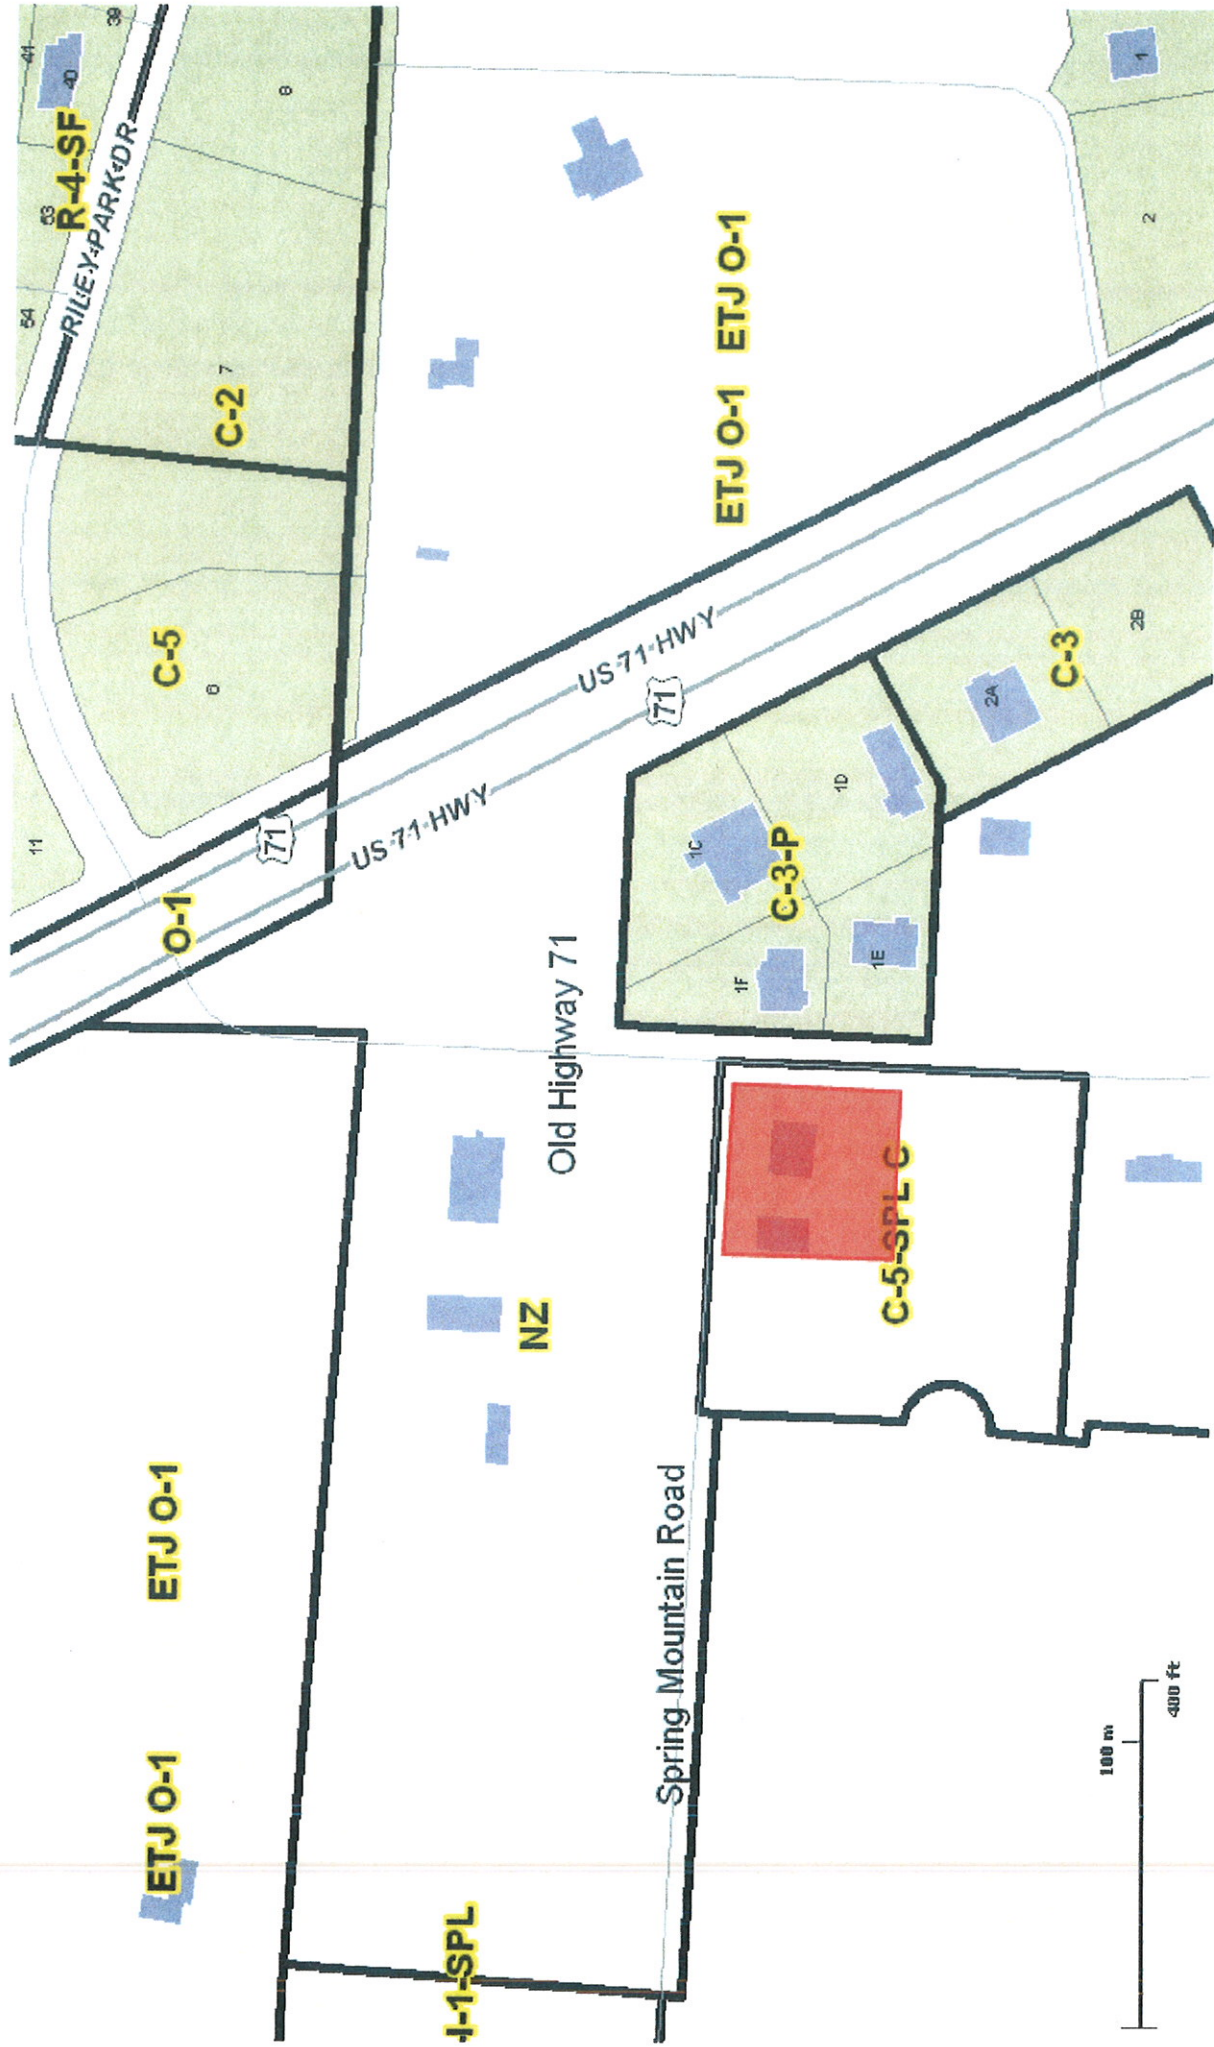 ETJ O-1
ETJ O-1
O-1
11
C-5
6
C-2
7
8
54
53
R-4-SF
41
40
39
RILEY PARK DR
71
US 71 HWY
I-1-SPL
NZ
Old Highway 71
US 71 HWY
71
ETJ O-1
ETJ O-1
Spring Mountain Road
1C
1F
C-3-P
1D
1E
C-5-SPL C
2A
C-3
2B
2
1
100 m
400 ft